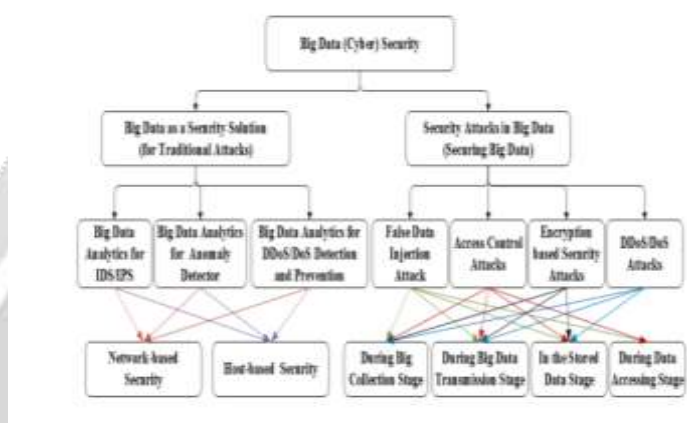 Big Data (Cyber) Security
Big Data as a Security Solution
(for Traditional Attacks)
Security Attacks in Big Data
(Securing Big Data)
Big Data
Analytics for
IDS/IPS
Big Data Analytics
for Anomaly
Detector
Big Data Analytics for
DDoS/DoS Detection
and Prevention
False Data
Injection
Attack
Access Control
Attacks
Encryption
based Security
Attacks
DDoS/DoS
Attacks
Network-based
Security
Host-based Security
During Big
Collection Stage
During Big Data
Transmission Stage
In the Stored
Data Stage
During Data
Accessing Stage